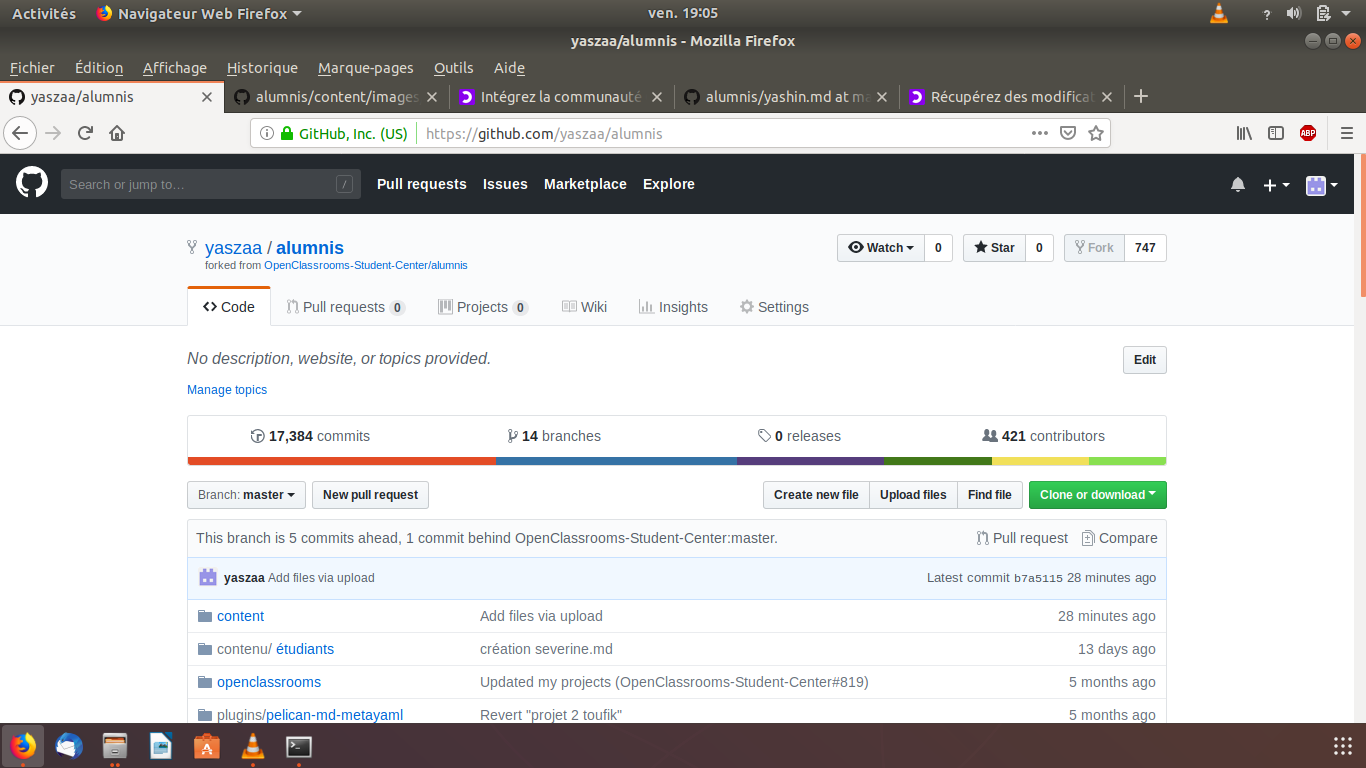 Activités Navigateur Web Firefox ven. 19:05 ?
yaszaa/alumnis - Mozilla Firefox
Fichier Édition Affichage Historique Marque-pages Outils Aide
yaszaa/alumnis alumnis/content/images Intégrez la communauté alumnis/yashin.md at ma Récupérez des modificat
GitHub, Inc. (US) https://github.com/yaszaa/alumnis ABP
Search or jump to… / Pull requests Issues Marketplace Explore
yaszaa / alumnis Watch 0 Star 0 Fork 747
forked from OpenClassrooms-Student-Center/alumnis
Code Pull requests 0 Projects 0 Wiki Insights Settings
No description, website, or topics provided. Edit
Manage topics
17,384 commits 14 branches 0 releases 421 contributors
Branch: master New pull request Create new file Upload files Find file Clone or download
This branch is 5 commits ahead, 1 commit behind OpenClassrooms-Student-Center:master. Pull request Compare
yaszaa Add files via upload Latest commit b7a5115 28 minutes ago
content Add files via upload 28 minutes ago
contenu/ étudiants création severine.md 13 days ago
openclassrooms Updated my projects (OpenClassrooms-Student-Center#819) 5 months ago
plugins/pelican-md-metayaml Revert "projet 2 toufik" 5 months ago